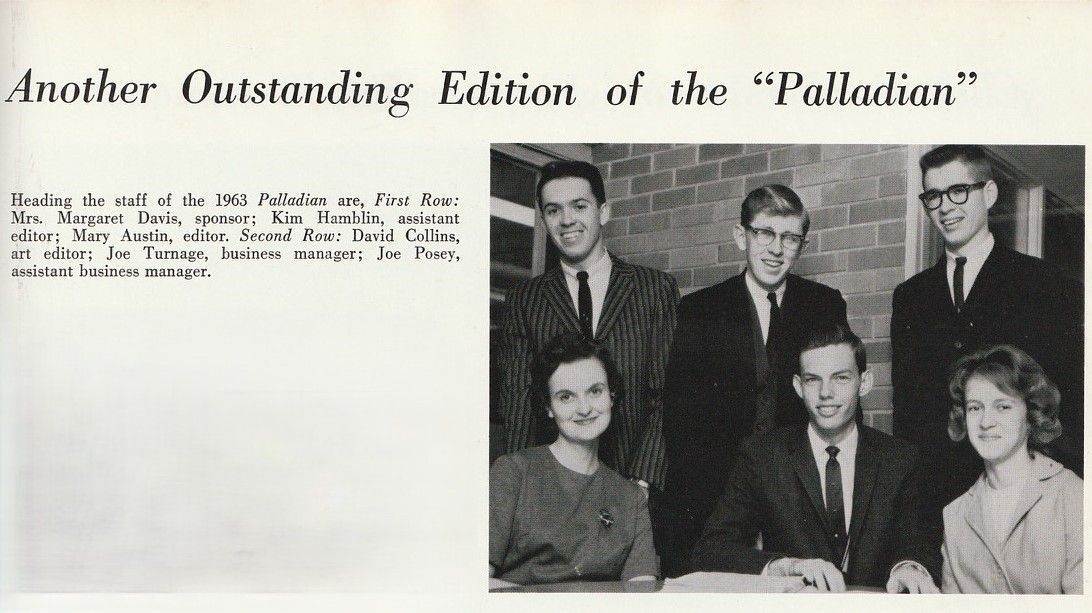 Another Outstanding Edition of the “Palladian”
Heading the staff of the 1963 Palladian are, First Row:
Mrs. Margaret Davis, sponsor; Kim Hamblin, assistant
editor; Mary Austin, editor. Second Row: David Collins,
art editor; Joe Turnage, business manager; Joe Posey,
assistant business manager.